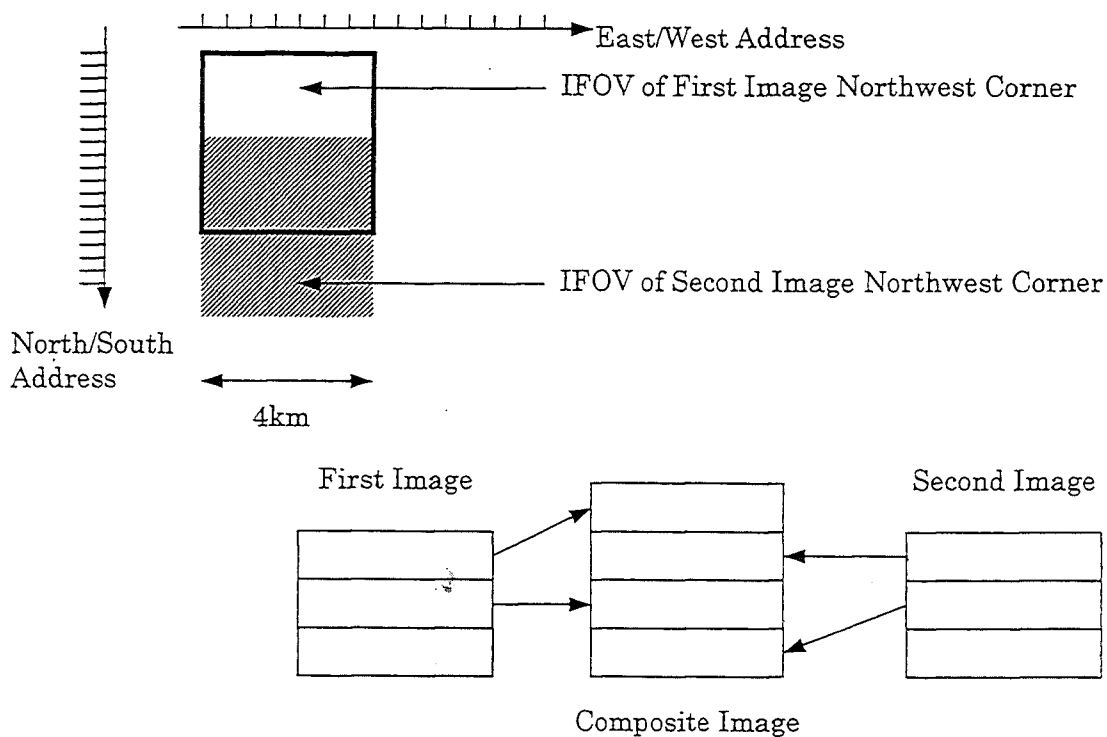 East/West Address
IFOV of First Image Northwest Corner
IFOV of Second Image Northwest Corner
North/South
Address
4km
First Image
Second Image
Composite Image